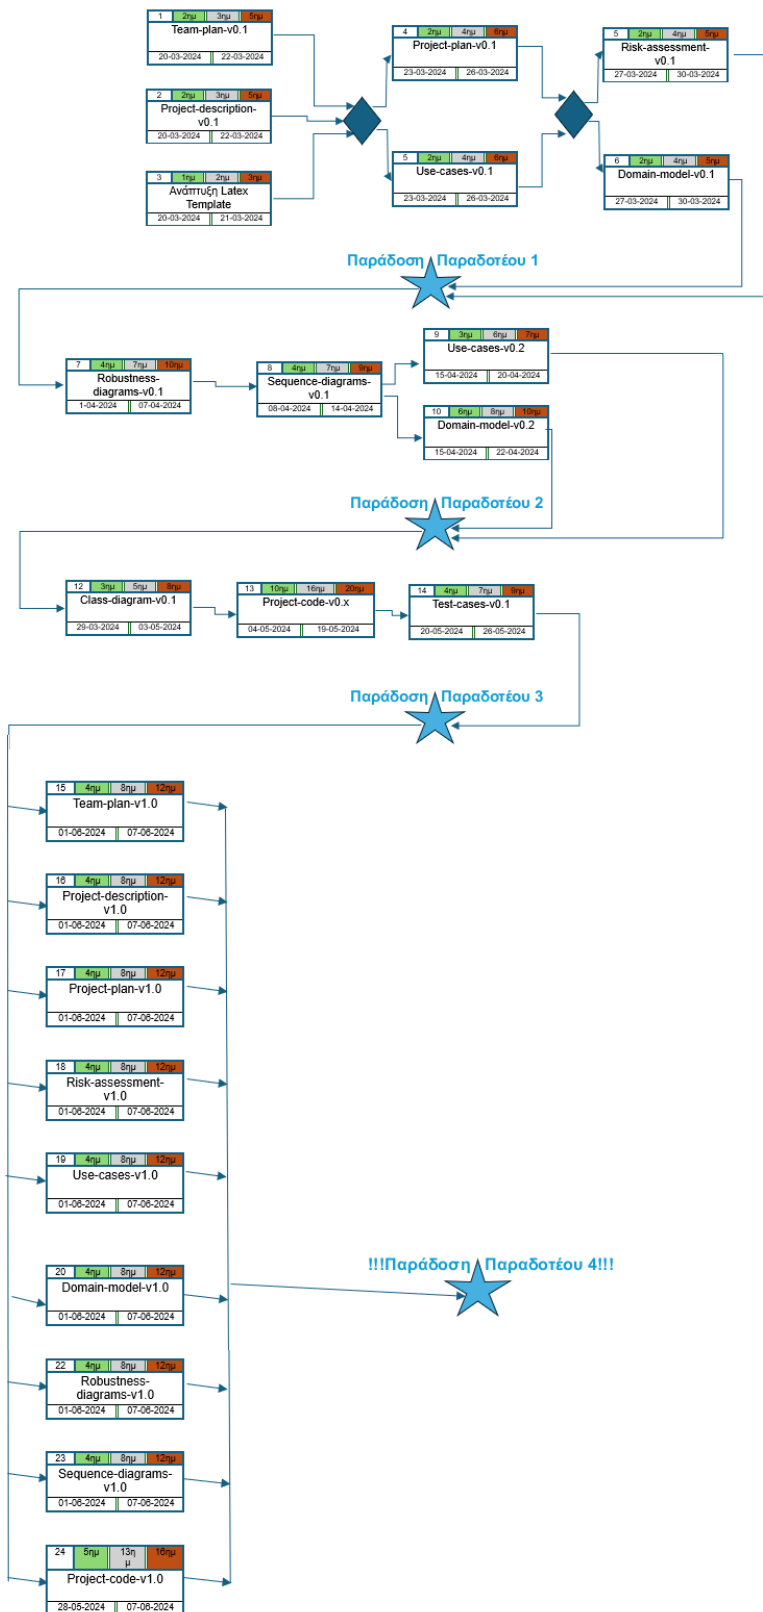 1 2ημ 3ημ 5ημ
Team-plan-v0.1
20-03-2024 22-03-2024
4 2ημ 4ημ 6ημ
Project-plan-v0.1
23-03-2024 26-03-2024
5 2ημ 4ημ 5ημ
Risk-assessment-
v0.1
27-03-2024 30-03-2024
2 2ημ 3ημ 5ημ
Project-description-
v0.1
20-03-2024 22-03-2024
5 2ημ 4ημ 6ημ
Use-cases-v0.1
23-03-2024 26-03-2024
6 2ημ 4ημ 5ημ
Domain-model-v0.1
27-03-2024 30-03-2024
3 1ημ 2ημ 3ημ
Ανάπτυξη Latex
Template
20-03-2024 21-03-2024
Παράδοση Παραδοτέου 1
7 4ημ 7ημ 10ημ
Robustness-
diagrams-v0.1
1-04-2024 07-04-2024
8 4ημ 7ημ 9ημ
Sequence-diagrams-
v0.1
08-04-2024 14-04-2024
9 3ημ 6ημ 7ημ
Use-cases-v0.2
15-04-2024 20-04-2024
10 6ημ 8ημ 10ημ
Domain-model-v0.2
15-04-2024 22-04-2024
Παράδοση Παραδοτέου 2
12 3ημ 5ημ 8ημ
Class-diagram-v0.1
29-03-2024 03-05-2024
13 10ημ 16ημ 20ημ
Project-code-v0.x
04-05-2024 19-05-2024
14 4ημ 7ημ 9ημ
Test-cases-v0.1
20-05-2024 26-05-2024
Παράδοση Παραδοτέου 3
15 4ημ 8ημ 12ημ
Team-plan-v1.0
01-06-2024 07-06-2024
16 4ημ 8ημ 12ημ
Project-description-
v1.0
01-06-2024 07-06-2024
17 4ημ 8ημ 12ημ
Project-plan-v1.0
01-06-2024 07-06-2024
18 4ημ 8ημ 12ημ
Risk-assessment-
v1.0
01-06-2024 07-06-2024
19 4ημ 8ημ 12ημ
Use-cases-v1.0
01-06-2024 07-06-2024
!!!Παράδοση Παραδοτέου 4!!!
20 4ημ 8ημ 12ημ
Domain-model-v1.0
01-06-2024 07-06-2024
22 4ημ 8ημ 12ημ
Robustness-
diagrams-v1.0
01-06-2024 07-06-2024
23 4ημ 8ημ 12ημ
Sequence-diagrams-
v1.0
01-06-2024 07-06-2024
24 5ημ 13η 16ημ
μ
Project-code-v1.0
28-05-2024 07-06-2024